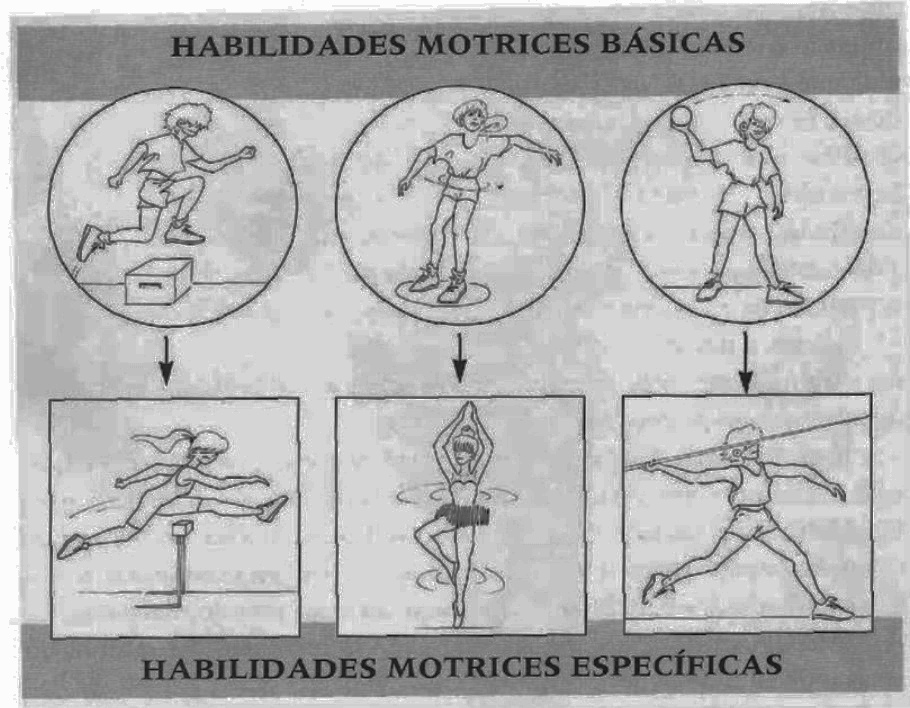 HABILIDADES MOTRICES BÁSICAS
HABILIDADES MOTRICES ESPECÍFICAS